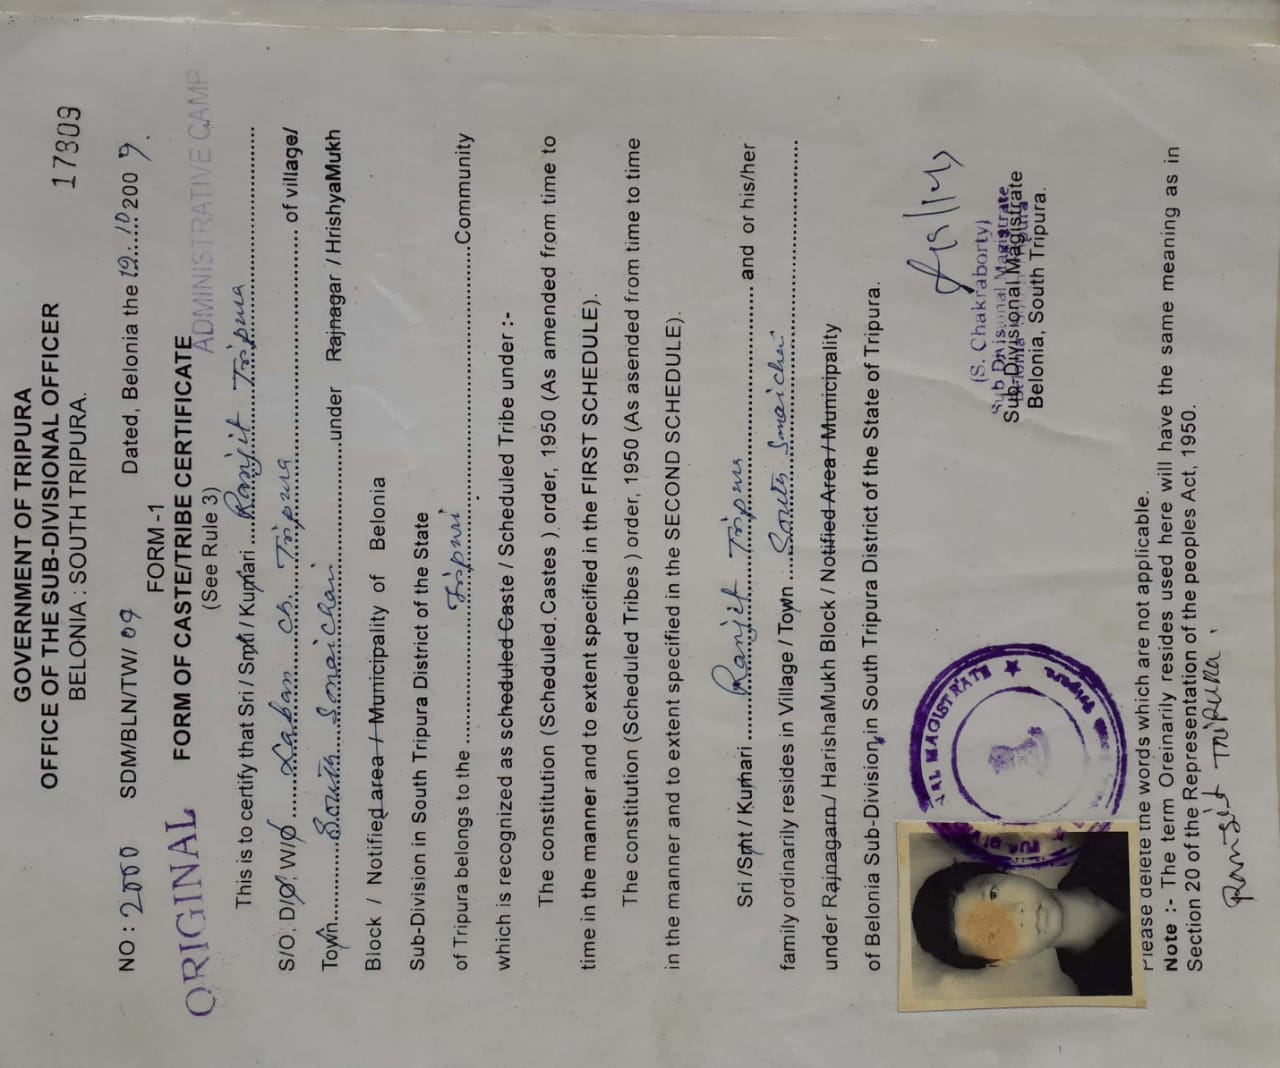 GOVERNMENT OF TRIPURA
OFFICE OF THE SUB-DIVISIONAL OFFICER
BELONIA : SOUTH TRIPURA.
17809
NO : 2000 SDM/BLN/TW/ 09 Dated, Belonia the 19...10 2009.
FORM -1
ORIGINAL
FORM OF CASTE/TRIBE CERTIFICATE
ADMINISTRATIVE CAMP
(See Rule 3)
This is to certify that Sri / Smti / Kumari ....Ranjit Tripura
S/O, D/O, W/O ......Laban ch. Tripura...... of village/
Town............South Sonaichari............under Rajnagar / HrishyaMukh
Block / Notified area / Municipality of Belonia
Sub-Division in South Tripura District of the State
of Tripura belongs to the ............Tripuri............Community
which is recognized as scheduled Caste / Scheduled Tribe under :-
The constitution (Scheduled.Castes ) order, 1950 (As amended from time to
time in the manner and to extent specified in the FIRST SCHEDULE).
The constitution (Scheduled Tribes ) order, 1950 (As asended from time to time
in the manner and to extent specified in the SECOND SCHEDULE).
Sri /Smt / Kumari ......Ranjit Tripura............ and or his/her
family ordinarily resides in Village / Town ....South Sonaichari............
under Rajnagarn / HarishaMukh Block / Notified Area / Municipality
of Belonia Sub-Division, in South Tripura District of the State of Tripura.
NAL MAGISTRATE ★
South Tripura
(S. Chakraborty)
Sub Divisional Magistrate
Sub-Divisional Magistrate
Belonia, South Tripura.
Please delete the words which are not applicable.
Note :- The term Oreinarily resides used here will have the same meaning as in
Section 20 of the Representation of the peoples Act, 1950.
Ranjit TRIPURA.